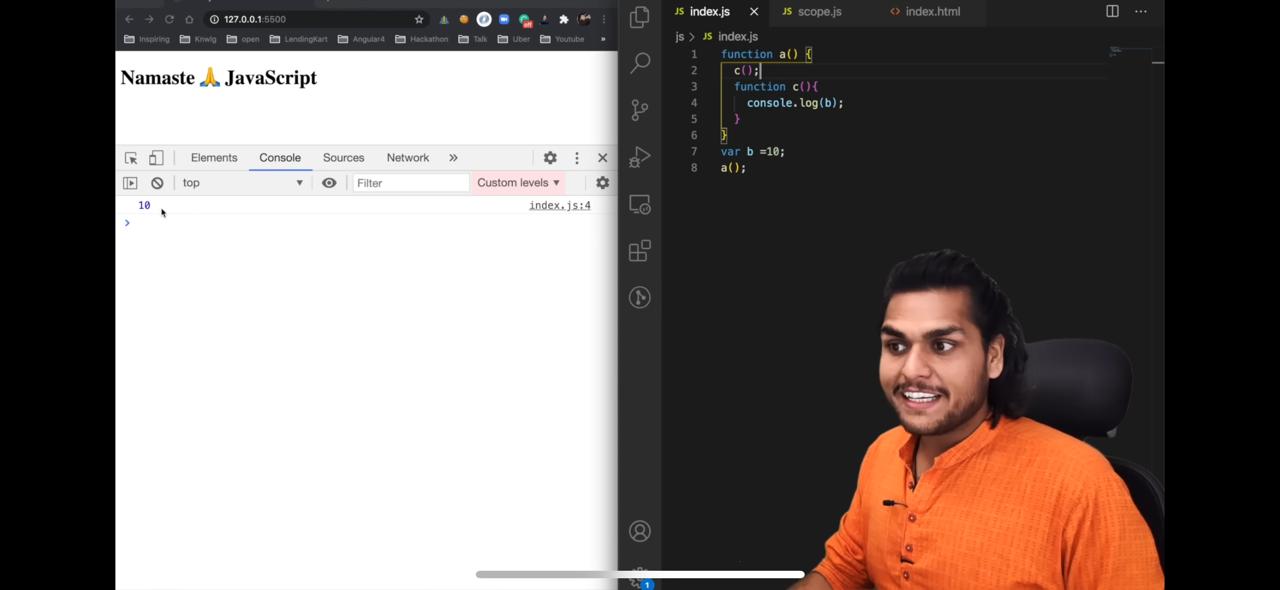 127.0.0.1:5500
Inspiring Knwlg open LendingKart Angular4 Hackathon Talk Uber Youtube »
Namaste 🙏 JavaScript
Elements Console Sources Network »
top Filter Custom levels ▼
10 index.js:4
>
JS index.js × JS scope.js <> index.html ...
js > JS index.js
1 function a() {
2 c();
3 function c(){
4 console.log(b);
5 }
6 }
7 var b =10;
8 a();
off
1